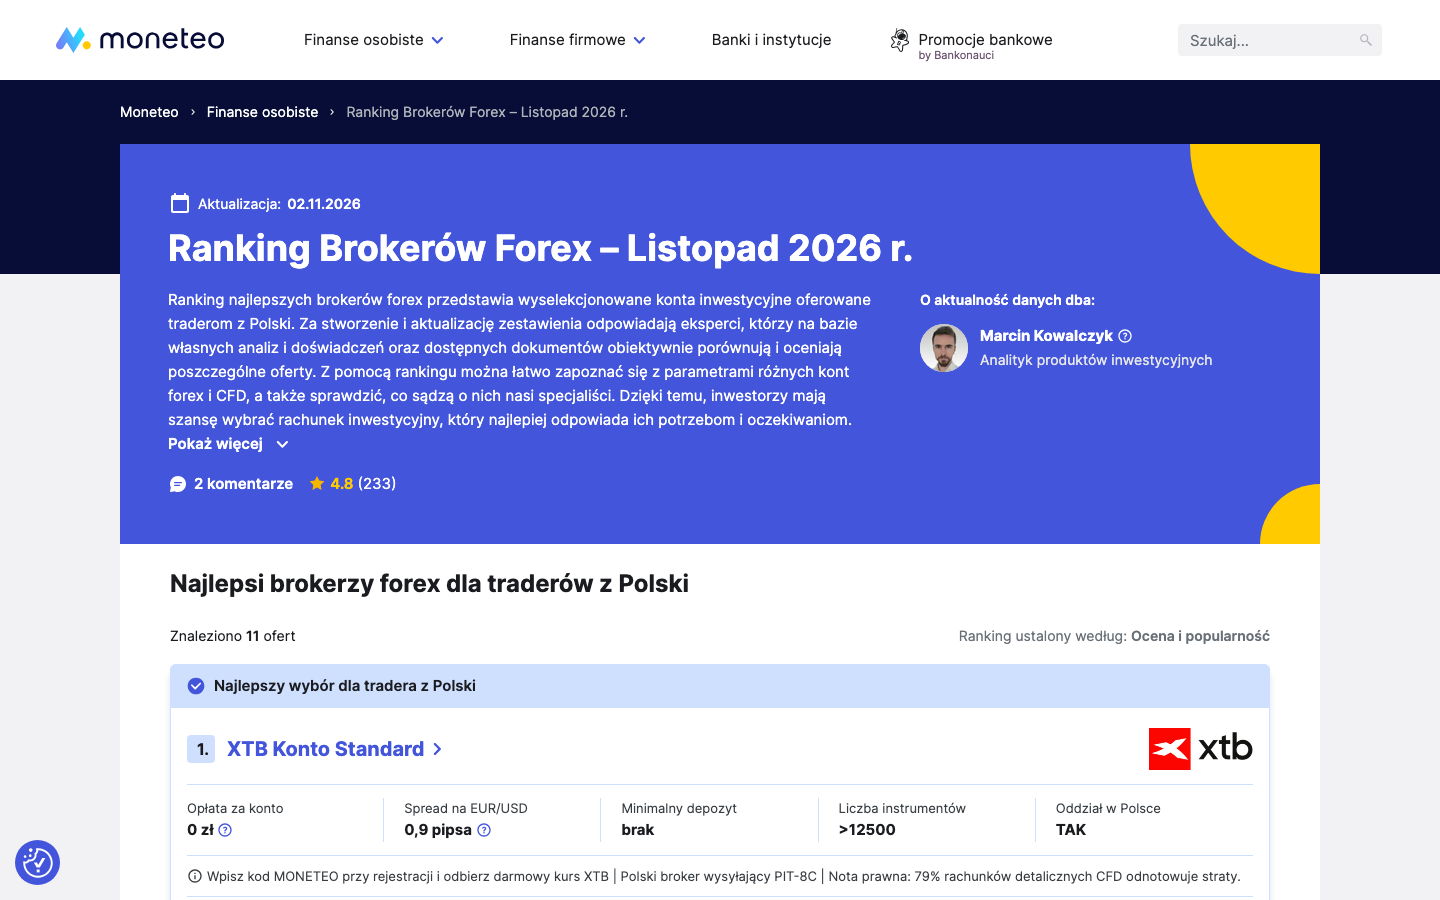 moneteo
Finanse osobiste
Finanse firmowe
Banki i instytucje
Promocje bankowe
by Bankonauci
Szukaj...
Moneteo › Finanse osobiste › Ranking Brokerów Forex – Listopad 2026 r.
Aktualizacja: 02.11.2026
Ranking Brokerów Forex – Listopad 2026 r.
Ranking najlepszych brokerów forex przedstawia wyselekcjonowane konta inwestycyjne oferowane
traderom z Polski. Za stworzenie i aktualizację zestawienia odpowiadają eksperci, którzy na bazie
własnych analiz i doświadczeń oraz dostępnych dokumentów obiektywnie porównują i oceniają
poszczególne oferty. Z pomocą rankingu można łatwo zapoznać się z parametrami różnych kont
forex i CFD, a także sprawdzić, co sądzą o nich nasi specjaliści. Dzięki temu, inwestorzy mają
szansę wybrać rachunek inwestycyjny, który najlepiej odpowiada ich potrzebom i oczekiwaniom.
Pokaż więcej
2 komentarze 4.8 (233)
O aktualność danych dba:
Marcin Kowalczyk
Analityk produktów inwestycyjnych
Najlepsi brokerzy forex dla traderów z Polski
Znaleziono 11 ofert
Ranking ustalony według: Ocena i popularność
Najlepszy wybór dla tradera z Polski
1. XTB Konto Standard
xtb
Opłata za konto
0 zł
Spread na EUR/USD
0,9 pipsa
Minimalny depozyt
brak
Liczba instrumentów
>12500
Oddział w Polsce
TAK
Wpisz kod MONETEO przy rejestracji i odbierz darmowy kurs XTB | Polski broker wysyłający PIT-8C | Nota prawna: 79% rachunków detalicznych CFD odnotowuje straty.